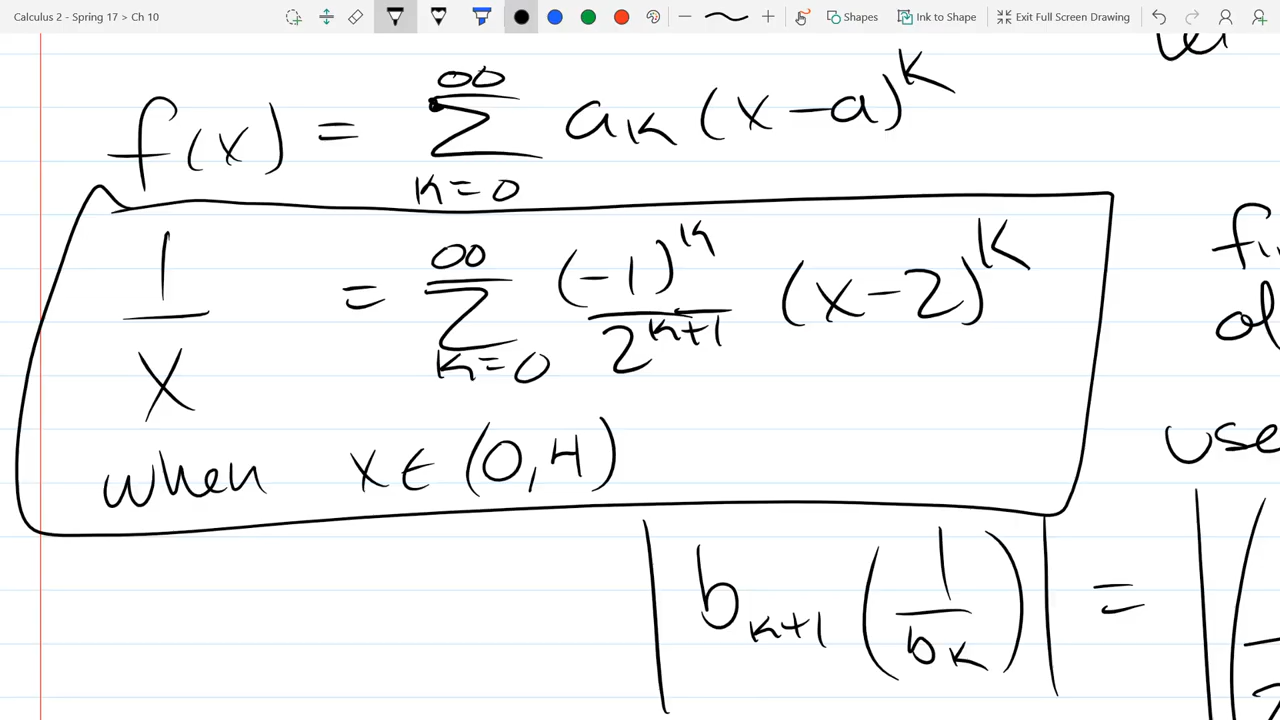 Calculus 2 - Spring 17 > Ch 10
Shapes
Ink to Shape
Exit Full Screen Drawing
f(x) = ∑_{k=0}^{∞} a_k (x-a)^k
1/x = ∑_{k=0}^{∞} (-1)^k / 2^{k+1} (x-2)^k
when x ∈ (0,4)
use
| b_{k+1} (1/b_k) | = |